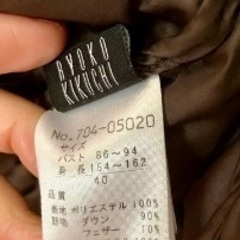 RYOKO
KIKUCHI
No.704-05020
サイズ
バスト 86~94
身長 154~162
40
品質
表地 ポリエステル 100%
詰物 ダウン 90%
フェザー 10%